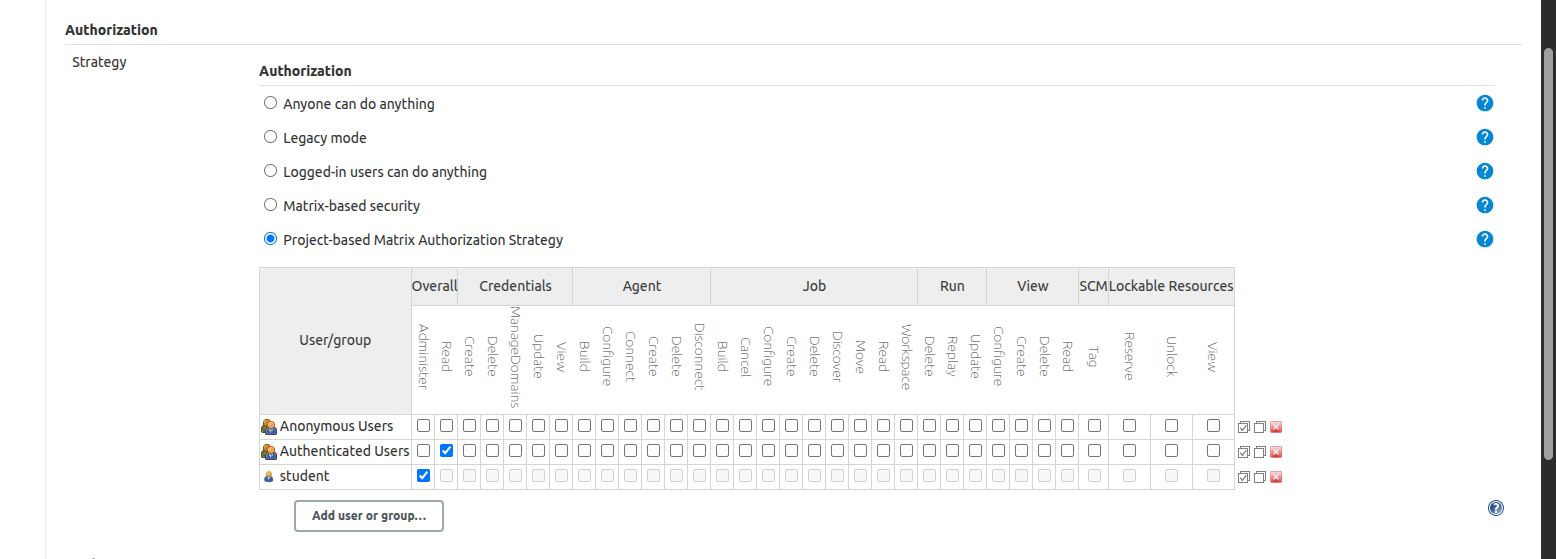 Authorization
Strategy
Authorization
Anyone can do anything
?
Legacy mode
?
Logged-in users can do anything
?
Matrix-based security
?
Project-based Matrix Authorization Strategy
?
User/group
Overall Credentials Agent Job Run View SCM Lockable Resources
Administer
Read
Create
Delete
ManageDomains
Update
View
Build
Configure
Connect
Create
Delete
Disconnect
Build
Cancel
Configure
Create
Delete
Discover
Move
Read
Workspace
Delete
Replay
Update
Configure
Create
Delete
Read
Tag
Reserve
Unlock
View
Anonymous Users
Authenticated Users
student
Add user or group...
?